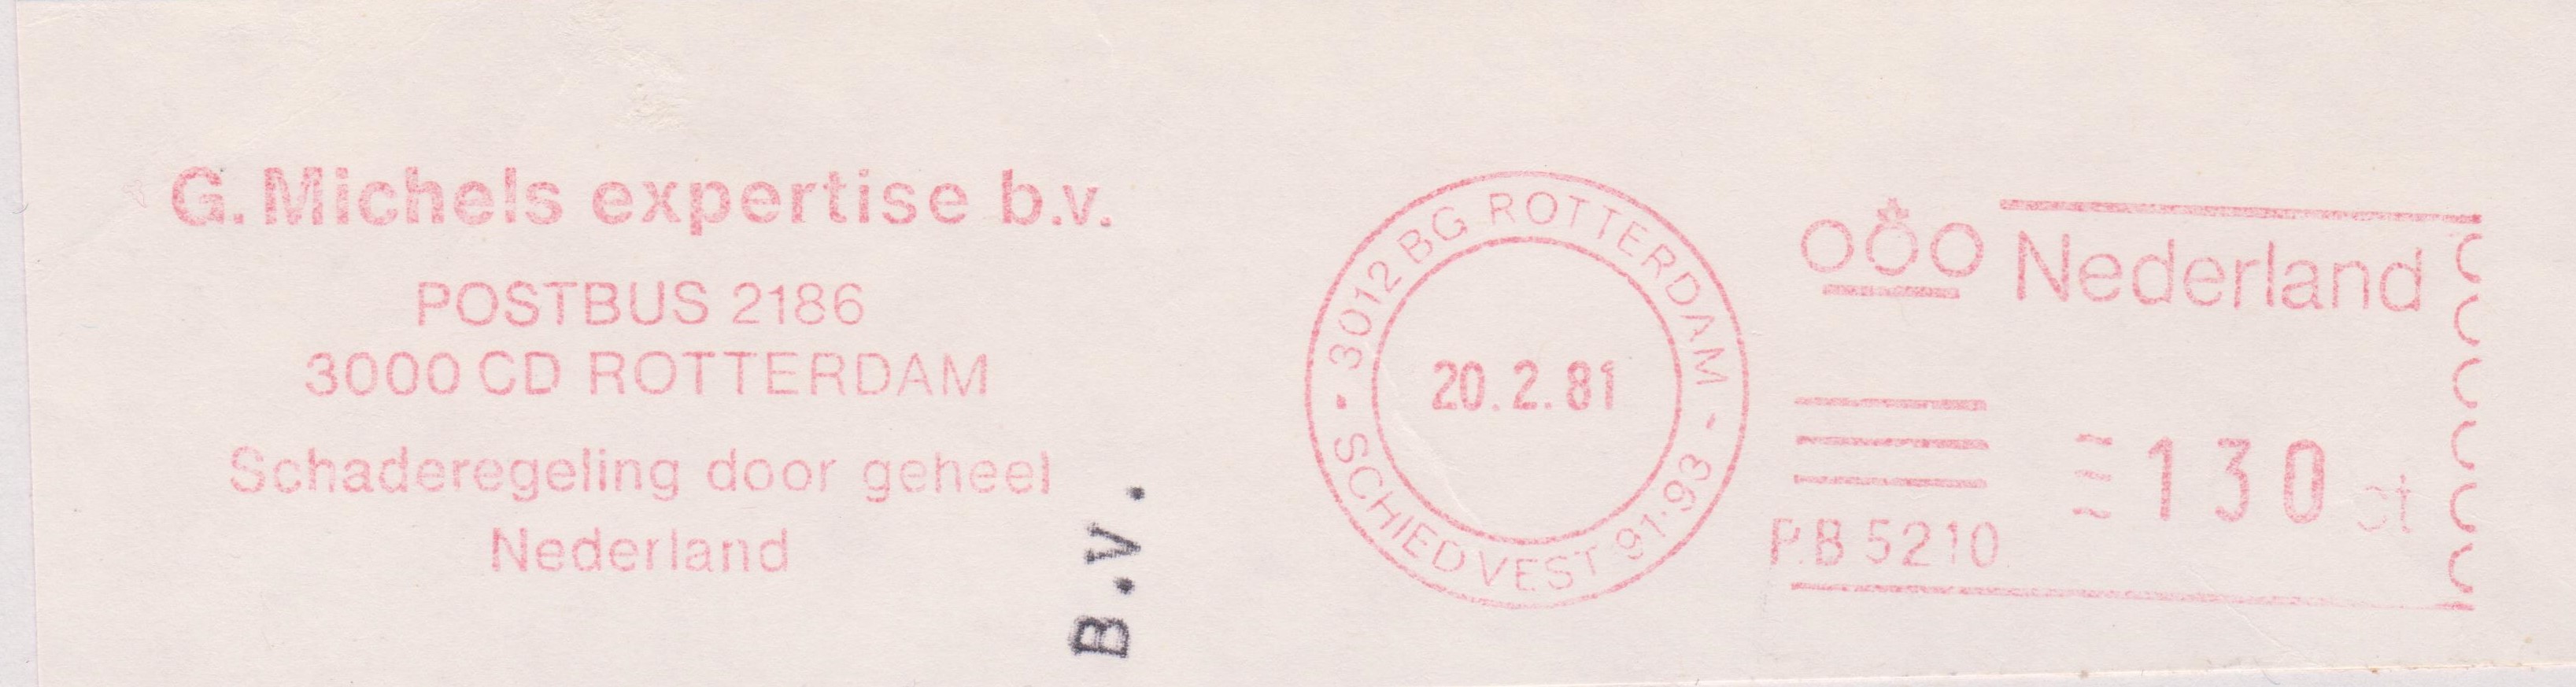 G. Michels expertise b.v.
POSTBUS 2186
3000 CD ROTTERDAM
Schaderegeling door geheel
Nederland
B.V.
3012 BG ROTTERDAM -
SCHIEDVEST 91-93
20.2.81
Nederland
130 ct
P.B 5210